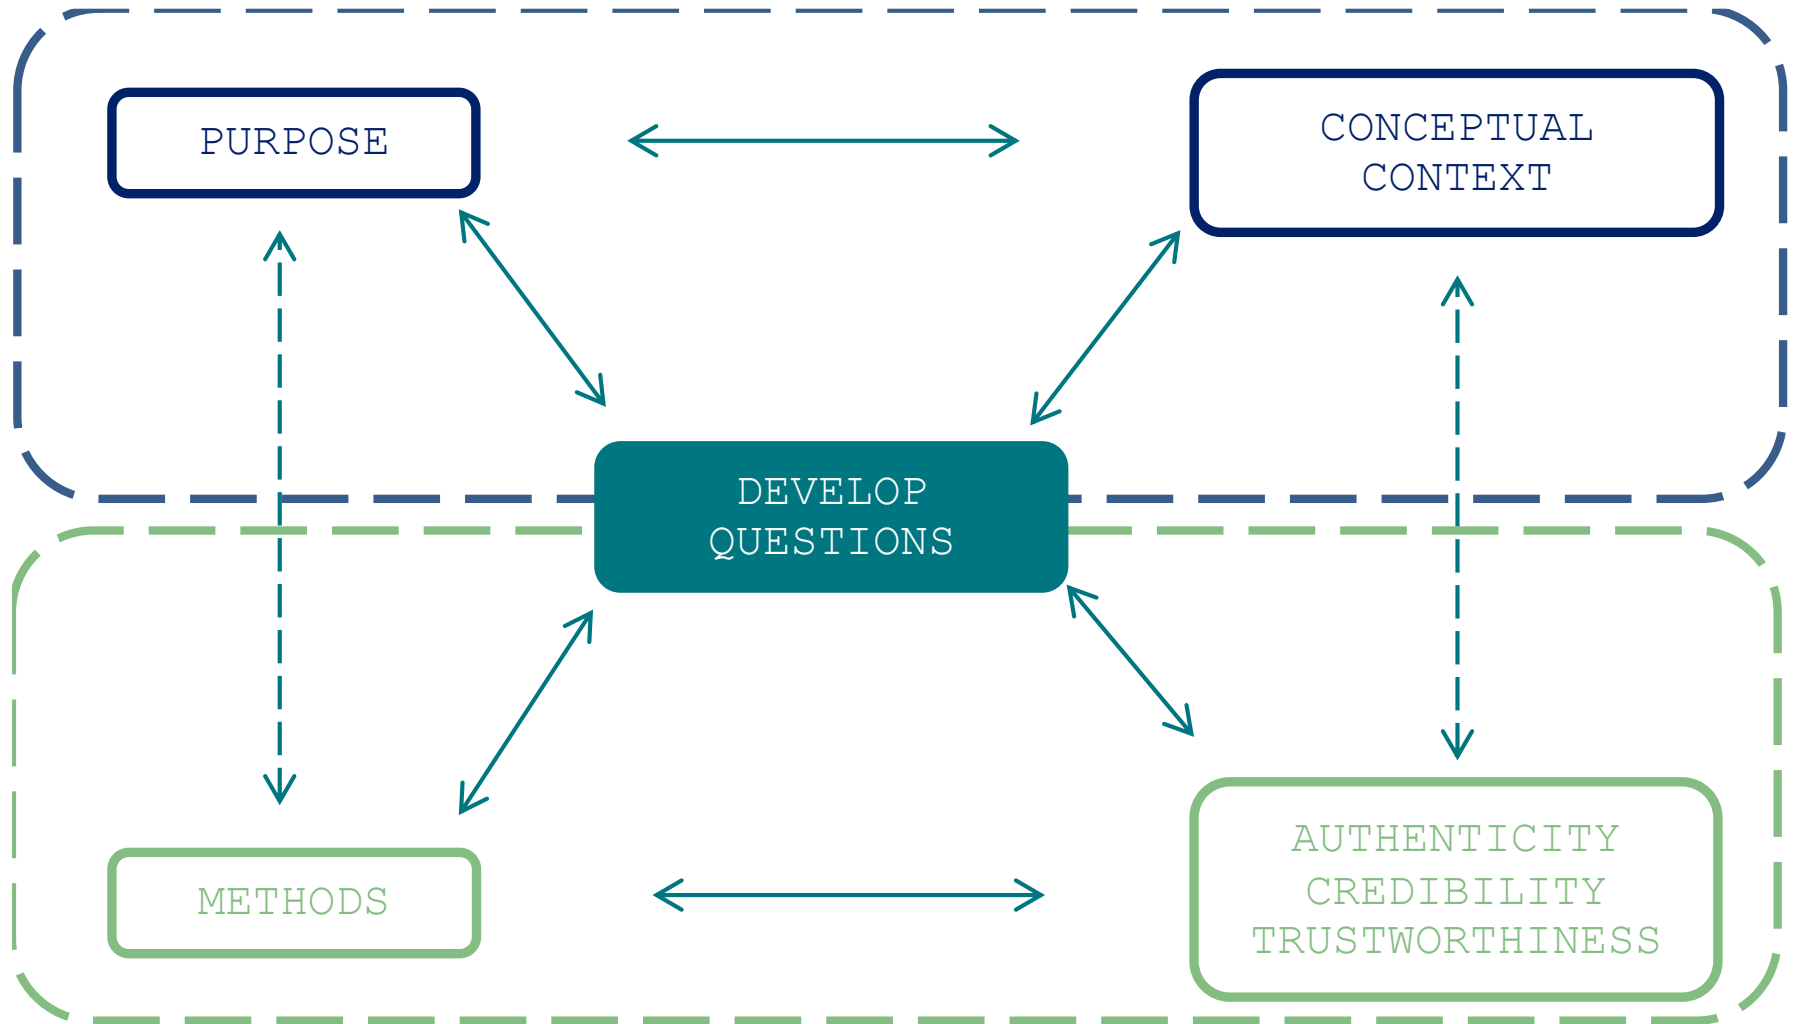 PURPOSE
CONCEPTUAL
CONTEXT
DEVELOP
QUESTIONS
METHODS
AUTHENTICITY
CREDIBILITY
TRUSTWORTHINESS